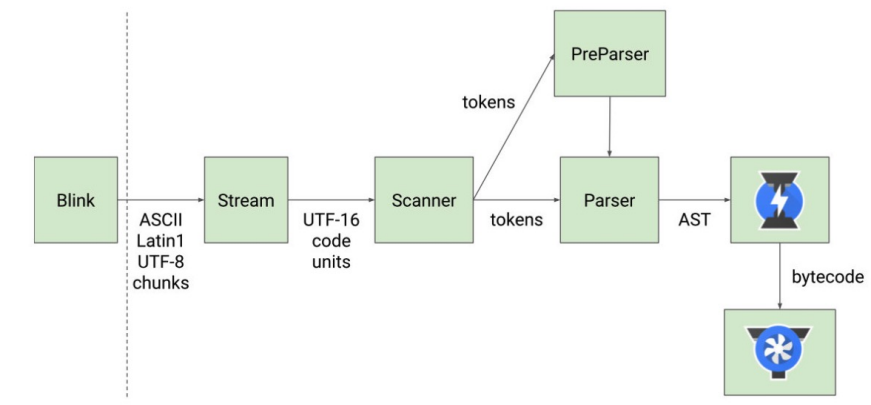 PreParser
tokens
Blink
Stream
Scanner
Parser
ASCII
Latin1
UTF-8
chunks
UTF-16
code
units
tokens
AST
bytecode